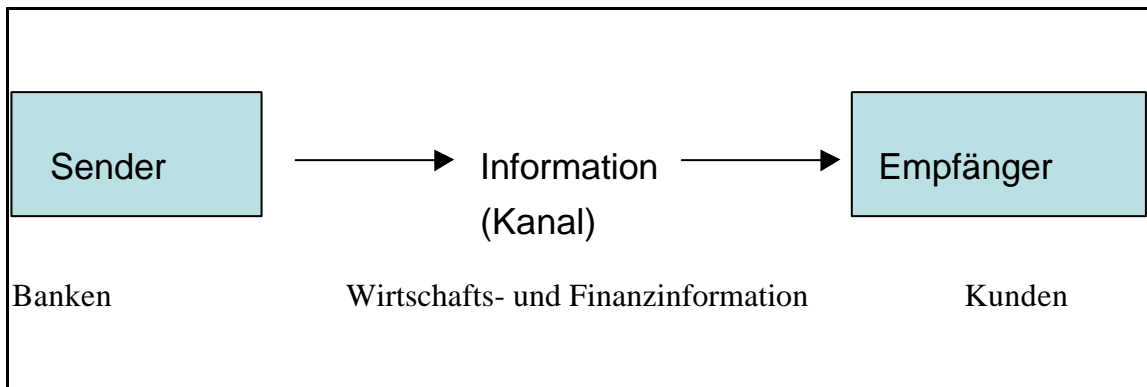 Sender
Information
(Kanal)
Empfänger
Banken
Wirtschafts- und Finanzinformation
Kunden